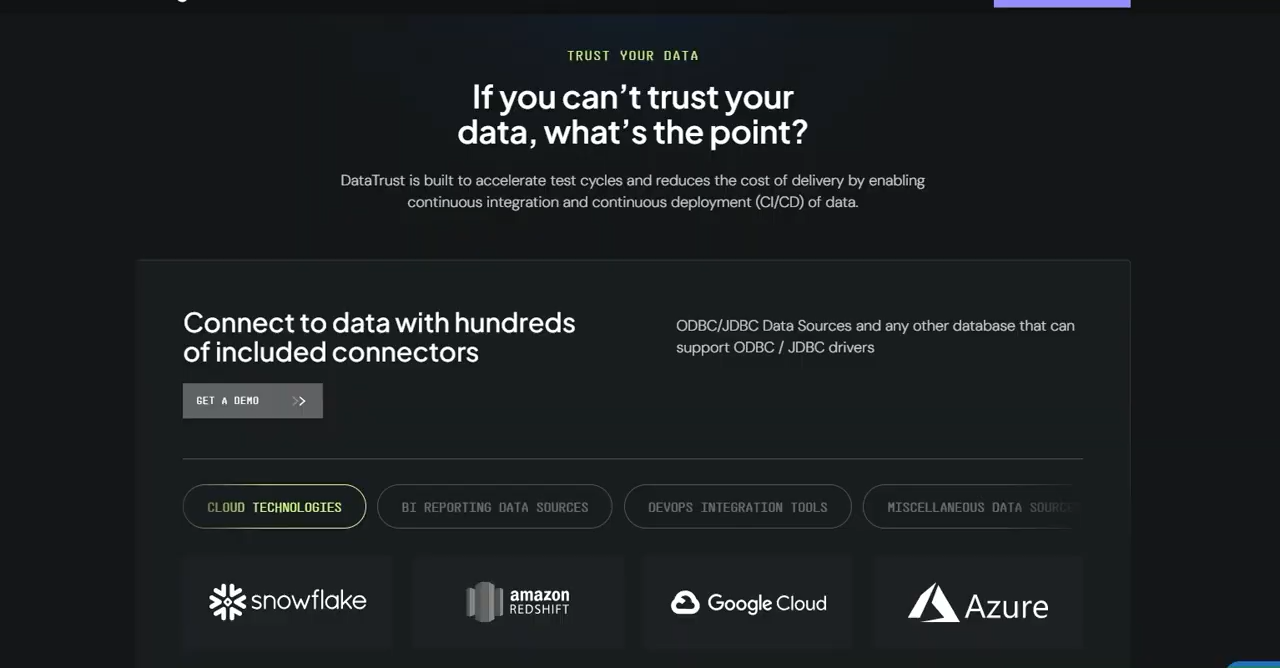 TRUST YOUR DATA
If you can’t trust your
data, what’s the point?
DataTrust is built to accelerate test cycles and reduces the cost of delivery by enabling
continuous integration and continuous deployment (CI/CD) of data.
Connect to data with hundreds
of included connectors
ODBC/JDBC Data Sources and any other database that can
support ODBC / JDBC drivers
GET A DEMO
CLOUD TECHNOLOGIES
BI REPORTING DATA SOURCES
DEVOPS INTEGRATION TOOLS
MISCELLANEOUS DATA
snowflake
amazon
REDSHIFT
Google Cloud
Azure